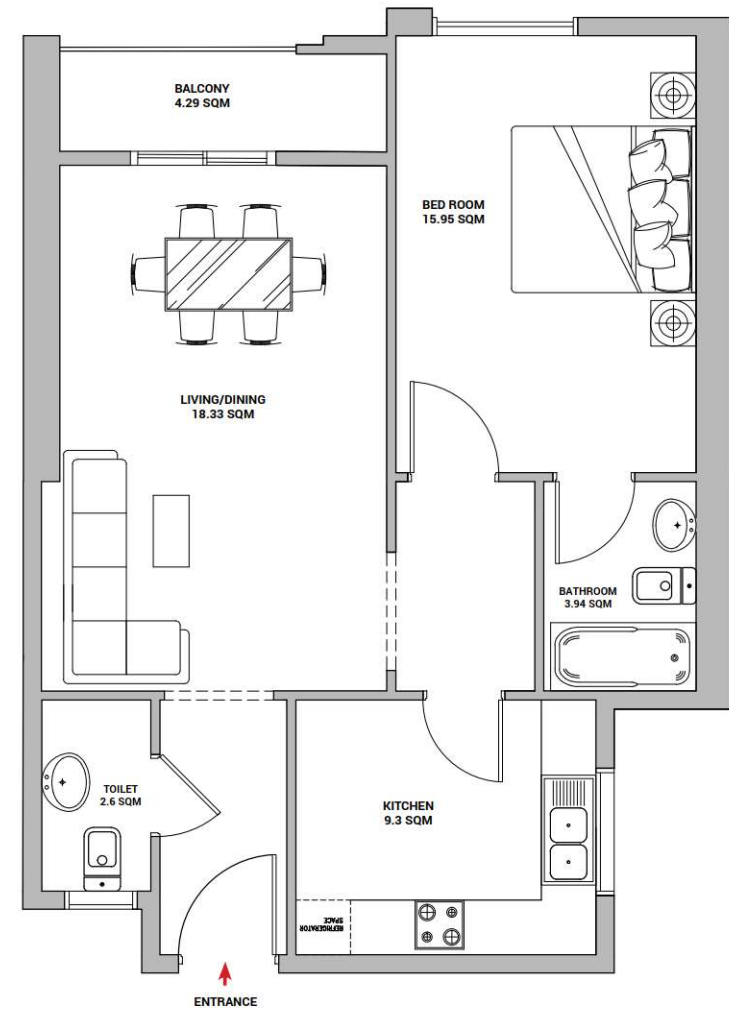 BALCONY
4.29 SQM
BED ROOM
15.95 SQM
LIVING/DINING
18.33 SQM
BATHROOM
3.94 SQM
TOILET
2.6 SQM
KITCHEN
9.3 SQM
REFRIGERATOR
SPACE
ENTRANCE